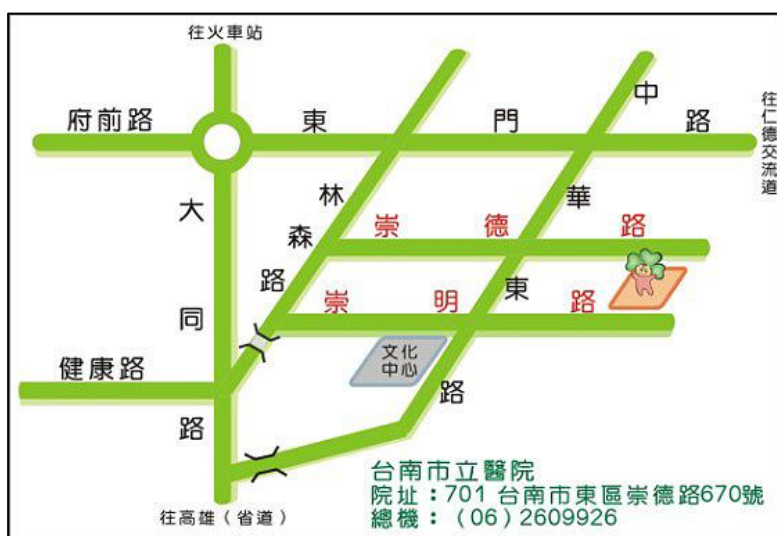 往火車站
府前路
東門路
往仁德交流道
大同路
林森路
中華東路
崇德路
崇明路
健康路
文化
中心
往高雄（省道）
台南市立醫院
院址：701 台南市東區崇德路670號
總機：（06）2609926